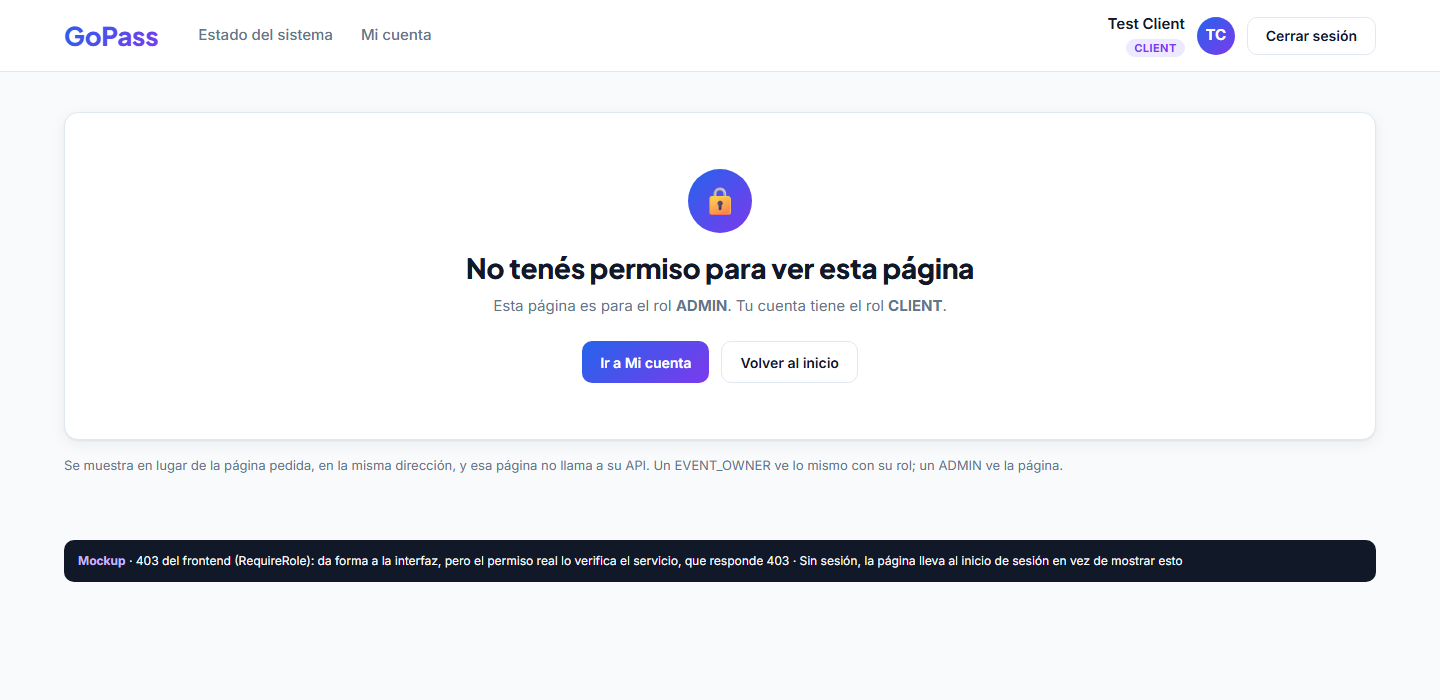 GoPass
Estado del sistema
Mi cuenta
Test Client
CLIENT
TC
Cerrar sesión
No tenés permiso para ver esta página
Esta página es para el rol ADMIN. Tu cuenta tiene el rol CLIENT.
Ir a Mi cuenta
Volver al inicio
Se muestra en lugar de la página pedida, en la misma dirección, y esa página no llama a su API. Un EVENT_OWNER ve lo mismo con su rol; un ADMIN ve la página.
Mockup · 403 del frontend (RequireRole): da forma a la interfaz, pero el permiso real lo verifica el servicio, que responde 403 · Sin sesión, la página lleva al inicio de sesión en vez de mostrar esto